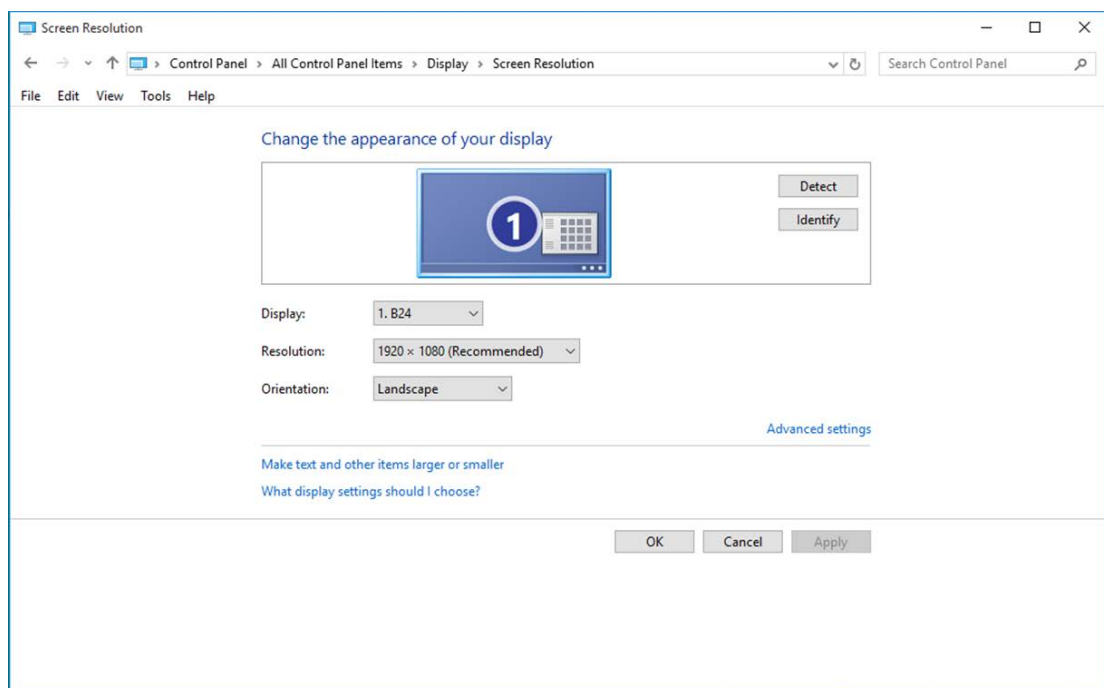 Screen Resolution
Control Panel > All Control Panel Items > Display > Screen Resolution
Search Control Panel
File Edit View Tools Help
Change the appearance of your display
1
Detect
Identify
Display: 1. B24
Resolution: 1920 × 1080 (Recommended)
Orientation: Landscape
Advanced settings
Make text and other items larger or smaller
What display settings should I choose?
OK Cancel Apply